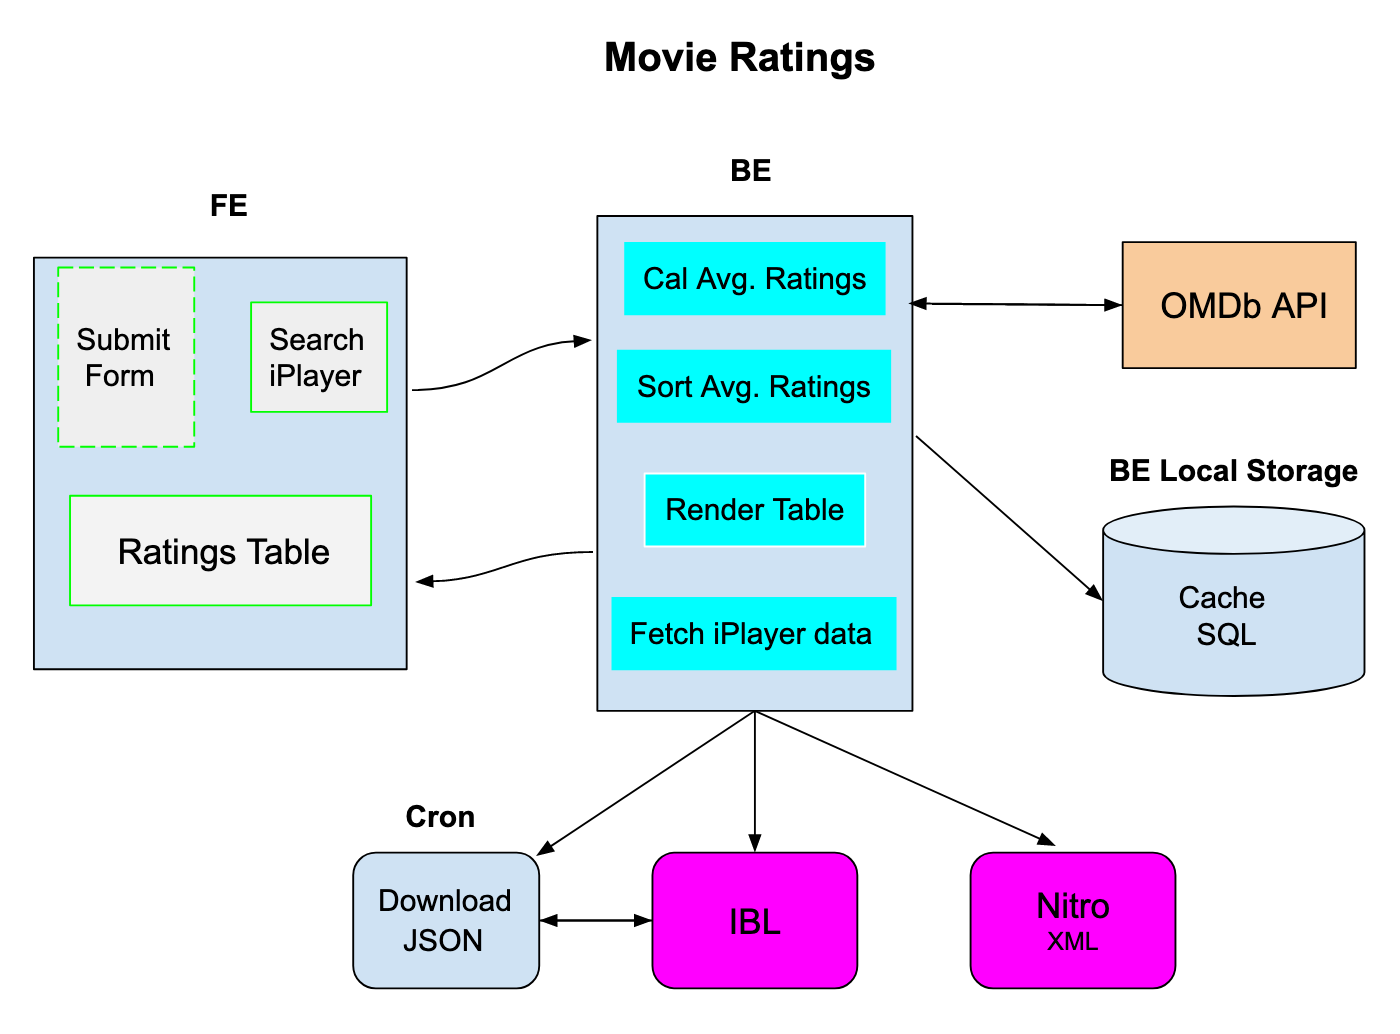 Movie Ratings
FE
Submit
Form
Search
iPlayer
Ratings Table
BE
Cal Avg. Ratings
Sort Avg. Ratings
Render Table
Fetch iPlayer data
OMDb API
BE Local Storage
Cache
SQL
Cron
Download
JSON
IBL
Nitro
XML